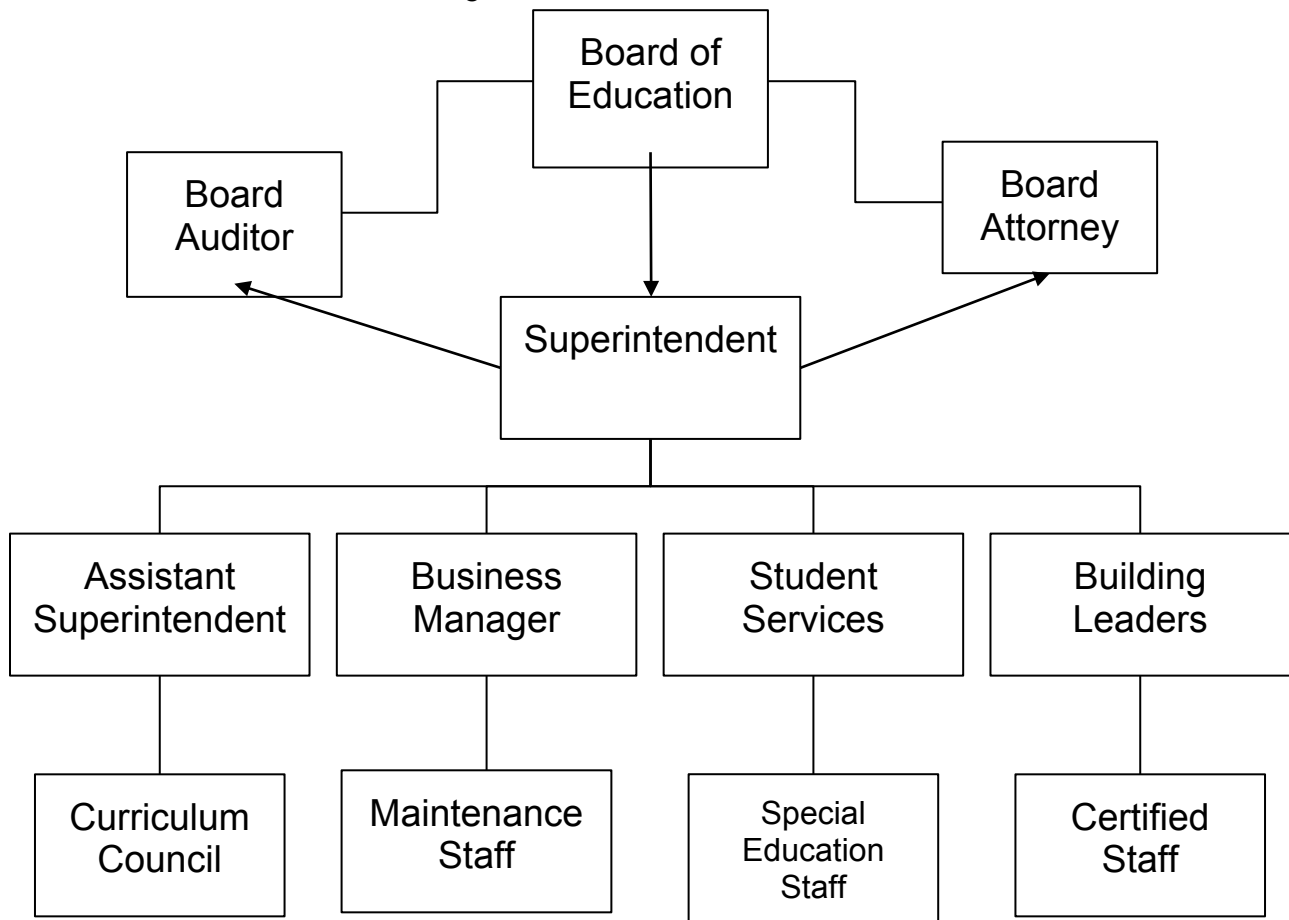 Board of
Education
Board
Auditor
Board
Attorney
Superintendent
Assistant
Superintendent
Business
Manager
Student
Services
Building
Leaders
Curriculum
Council
Maintenance
Staff
Special
Education
Staff
Certified
Staff